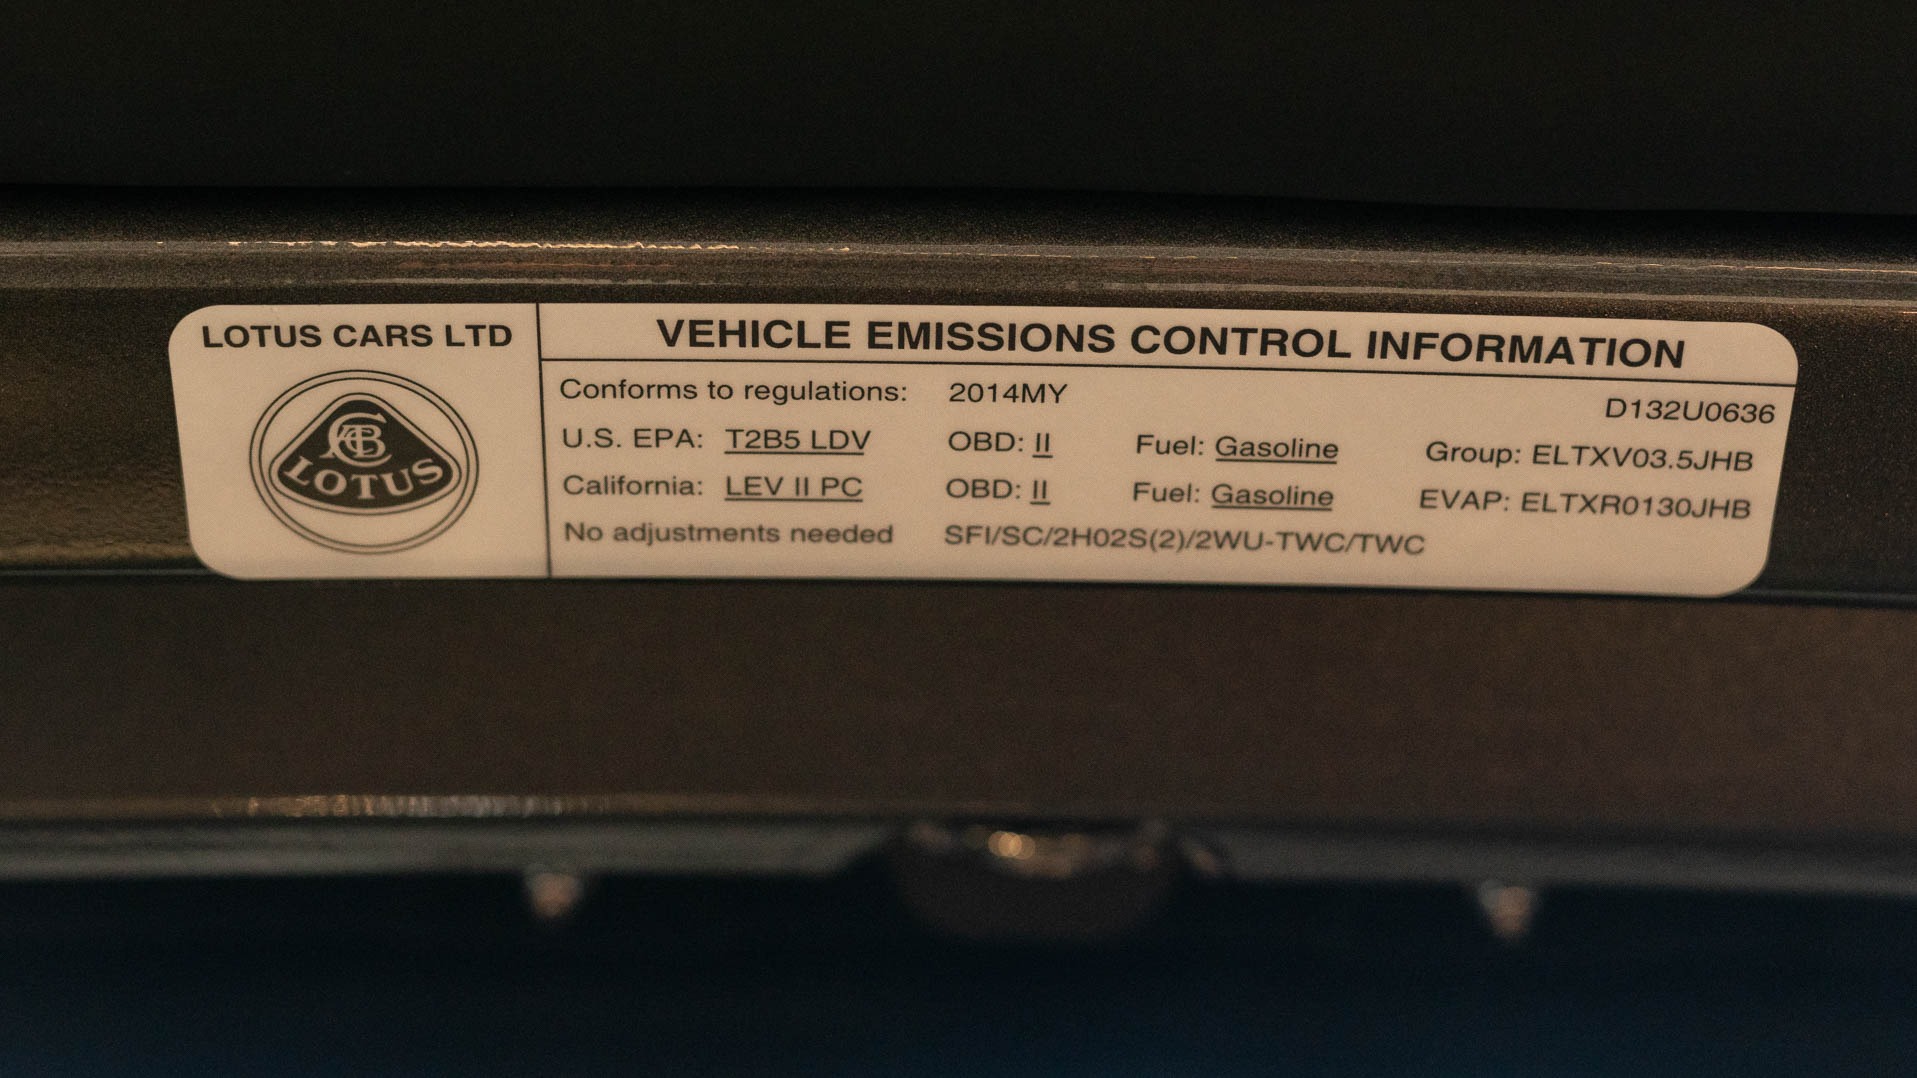 LOTUS CARS LTD
ACBC
LOTUS
VEHICLE EMISSIONS CONTROL INFORMATION
Conforms to regulations: 2014MY
D132U0636
U.S. EPA: T2B5 LDV OBD: II Fuel: Gasoline Group: ELTXV03.5JHB
California: LEV II PC OBD: II Fuel: Gasoline EVAP: ELTXR0130JHB
No adjustments needed SFI/SC/2H02S(2)/2WU-TWC/TWC